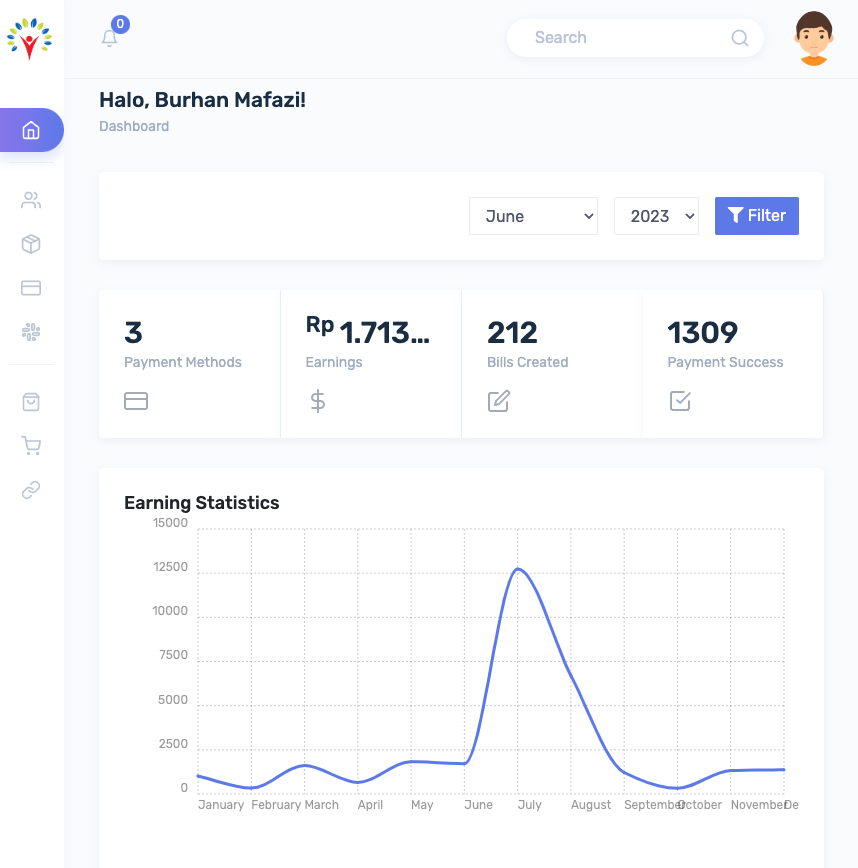 0
Search
Halo, Burhan Mafazi!
Dashboard
June
2023
Filter
3
Payment Methods
Rp 1.713...
Earnings
212
Bills Created
1309
Payment Success
Earning Statistics
15000
12500
10000
7500
5000
2500
0
January February March April May June July August September October November De